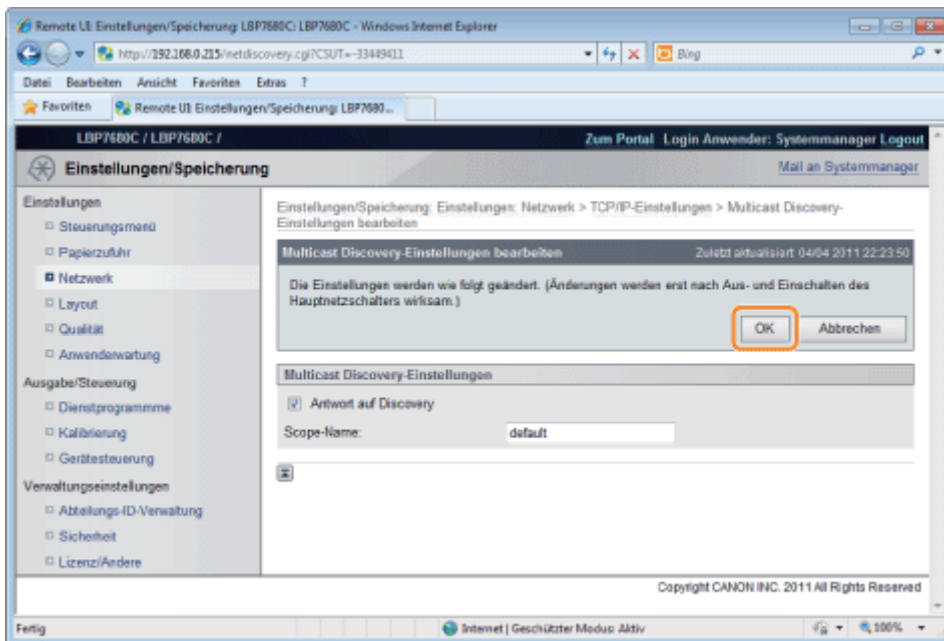 Remote UI: Einstellungen/Speicherung: LBP7680C: LBP7680C - Windows Internet Explorer
http://192.168.0.215/netdiscovery.cgi?CSUT=-33449411
Bing
Datei Bearbeiten Ansicht Favoriten Extras ?
Favoriten
Remote UI: Einstellungen/Speicherung: LBP7680...
LBP7680C / LBP7680C /
Zum Portal Login Anwender: Systemmanager Logout
Einstellungen/Speicherung
Mail an Systemmanager
Einstellungen
Steuerungsmenü
Papierzufuhr
Netzwerk
Layout
Qualität
Anwenderwartung
Ausgabe/Steuerung
Dienstprogrammme
Kalibrierung
Gerätesteuerung
Verwaltungseinstellungen
Abteilungs-ID-Verwaltung
Sicherheit
Lizenz/Andere
Einstellungen/Speicherung: Einstellungen: Netzwerk > TCP/IP-Einstellungen > Multicast Discovery-
Einstellungen bearbeiten
Multicast Discovery-Einstellungen bearbeiten
Zuletzt aktualisiert: 04/04 2011 22:23:50
Die Einstellungen werden wie folgt geändert. (Änderungen werden erst nach Aus- und Einschalten des
Hauptnetzschalters wirksam.)
OK
Abbrechen
Multicast Discovery-Einstellungen
Antwort auf Discovery
Scope-Name:
default
Copyright CANON INC. 2011 All Rights Reserved
Fertig
Internet | Geschützter Modus: Aktiv
100%